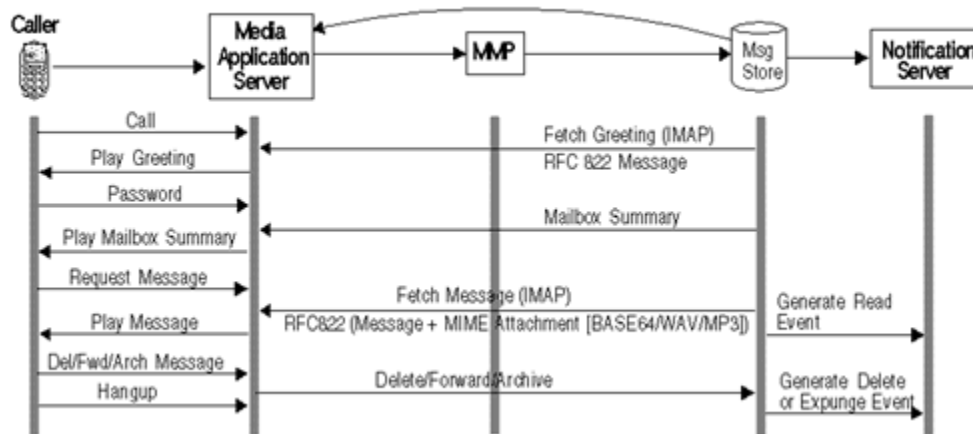 Caller
Media
Application
Server
MMP
Msg
Store
Notification
Server
Call
Fetch Greeting (IMAP)
Play Greeting
RFC 822 Message
Password
Mailbox Summary
Play Mailbox Summary
Request Message
Fetch Message (IMAP)
Generate Read
Event
Play Message
RFC822 (Message + MIME Attachment [BASE64/WAV/MP3])
Del/Fwd/Arch Message
Delete/Forward/Archive
Generate Delete
or Expunge Event
Hangup